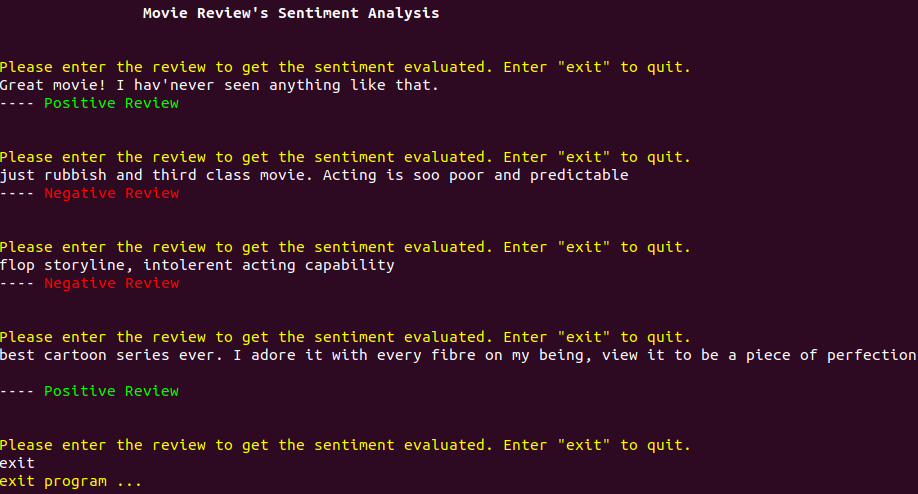 Movie Review's Sentiment Analysis
Please enter the review to get the sentiment evaluated. Enter "exit" to quit.
Great movie! I hav'never seen anything like that.
---- Positive Review
Please enter the review to get the sentiment evaluated. Enter "exit" to quit.
just rubbish and third class movie. Acting is soo poor and predictable
---- Negative Review
Please enter the review to get the sentiment evaluated. Enter "exit" to quit.
flop storyline, intolerent acting capability
---- Negative Review
Please enter the review to get the sentiment evaluated. Enter "exit" to quit.
best cartoon series ever. I adore it with every fibre on my being, view it to be a piece of perfection
---- Positive Review
Please enter the review to get the sentiment evaluated. Enter "exit" to quit.
exit
exit program ...